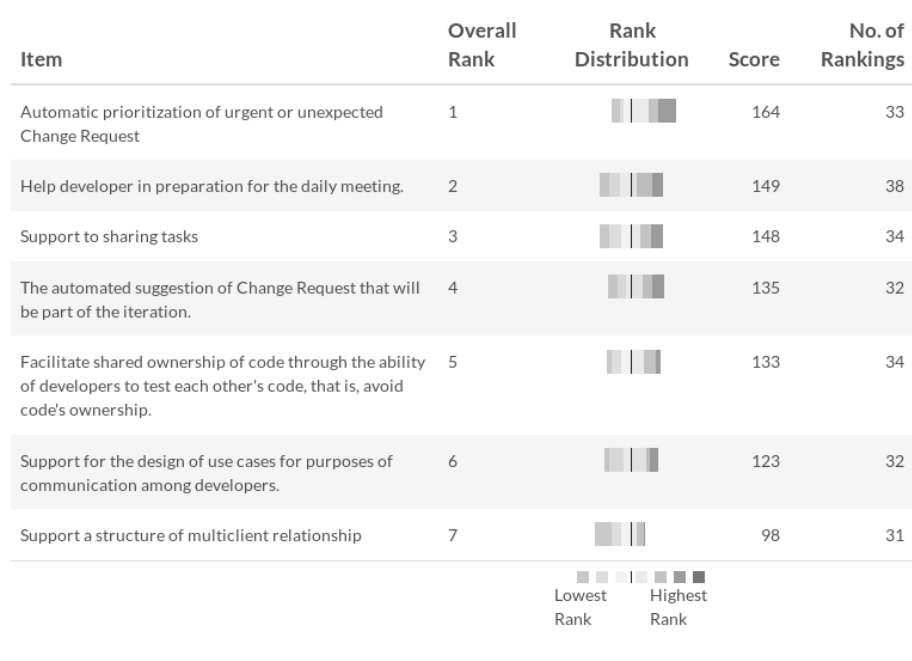 Overall Rank
No. of
Item Rank Distribution Score Rankings
Automatic prioritization of urgent or unexpected 1 164 33
Change Request
Help developer in preparation for the daily meeting. 2 149 38
Support to sharing tasks 3 148 34
The automated suggestion of Change Request that will 4 135 32
be part of the iteration.
Facilitate shared ownership of code through the ability 5 133 34
of developers to test each other's code, that is, avoid
code's ownership.
Support for the design of use cases for purposes of 6 123 32
communication among developers.
Support a structure of multiclient relationship 7 98 31
Lowest Highest
Rank Rank